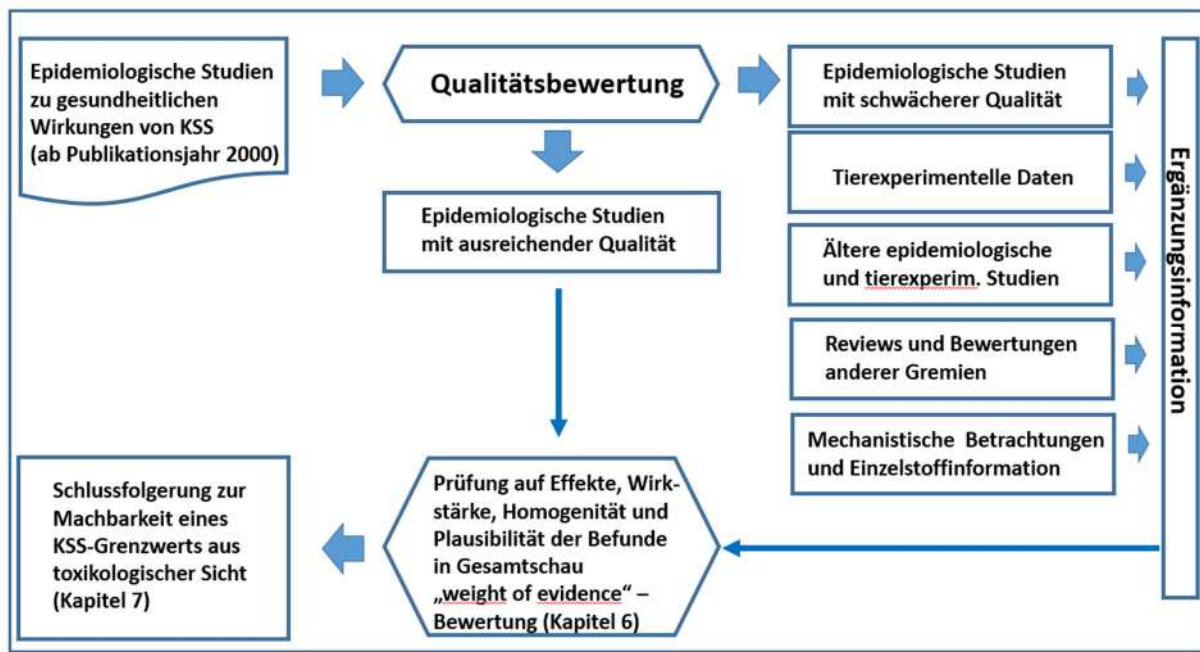 Epidemiologische Studien
zu gesundheitlichen
Wirkungen von KSS
(ab Publikationsjahr 2000)
Qualitätsbewertung
Epidemiologische Studien
mit ausreichender Qualität
Epidemiologische Studien
mit schwächerer Qualität
Tierexperimentelle Daten
Ältere epidemiologische
und tierexperim. Studien
Reviews und Bewertungen
anderer Gremien
Mechanistische Betrachtungen
und Einzelstoffinformation
Ergänzungsinformation
Prüfung auf Effekte, Wirk-
stärke, Homogenität und
Plausibilität der Befunde
in Gesamtschau
„weight of evidence“ –
Bewertung (Kapitel 6)
Schlussfolgerung zur
Machbarkeit eines
KSS-Grenzwerts aus
toxikologischer Sicht
(Kapitel 7)